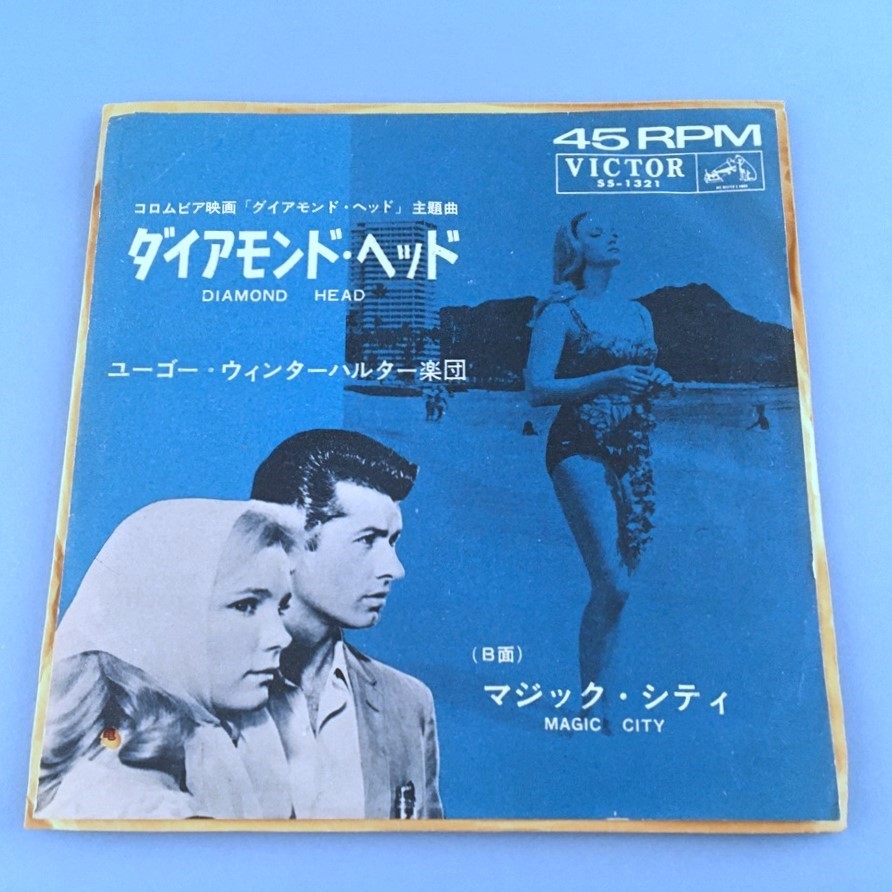 45 RPM
VICTOR
SS-1321
コロムビア映画「ダイアモンド・ヘッド」主題曲
ダイアモンド・ヘッド
DIAMOND HEAD
ユーゴー・ウィンターハルター楽団
(B面)
マジック・シティ
MAGIC CITY